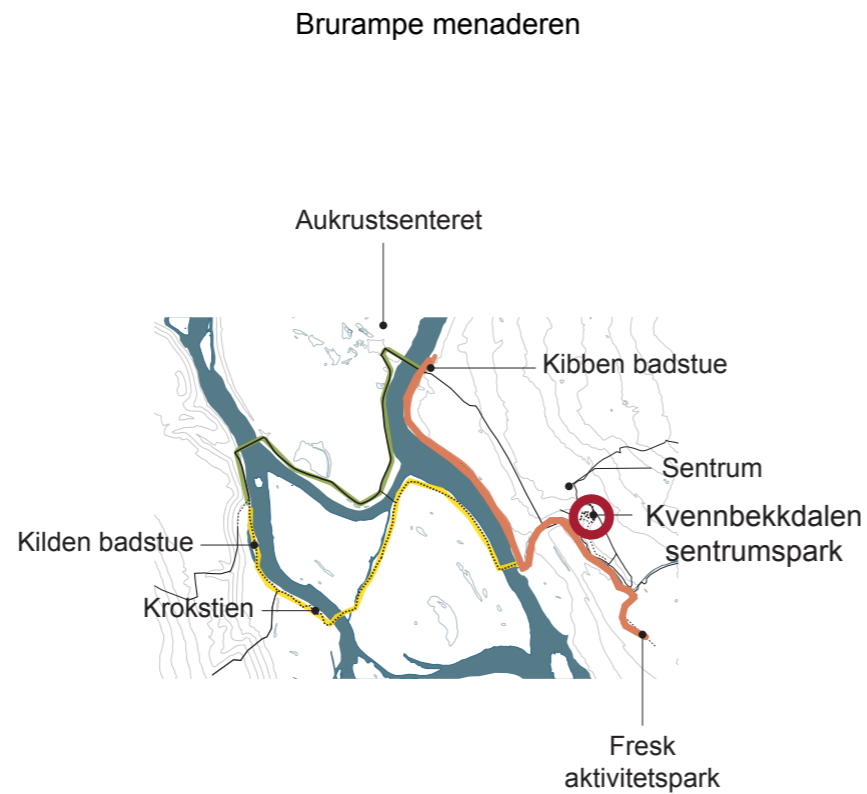 Brurampe menaderen
Aukrustsenteret
Kibben badstue
Sentrum
Kvennbekkdalen
sentrumspark
Kilden badstue
Krokstien
Fresk
aktivitetspark